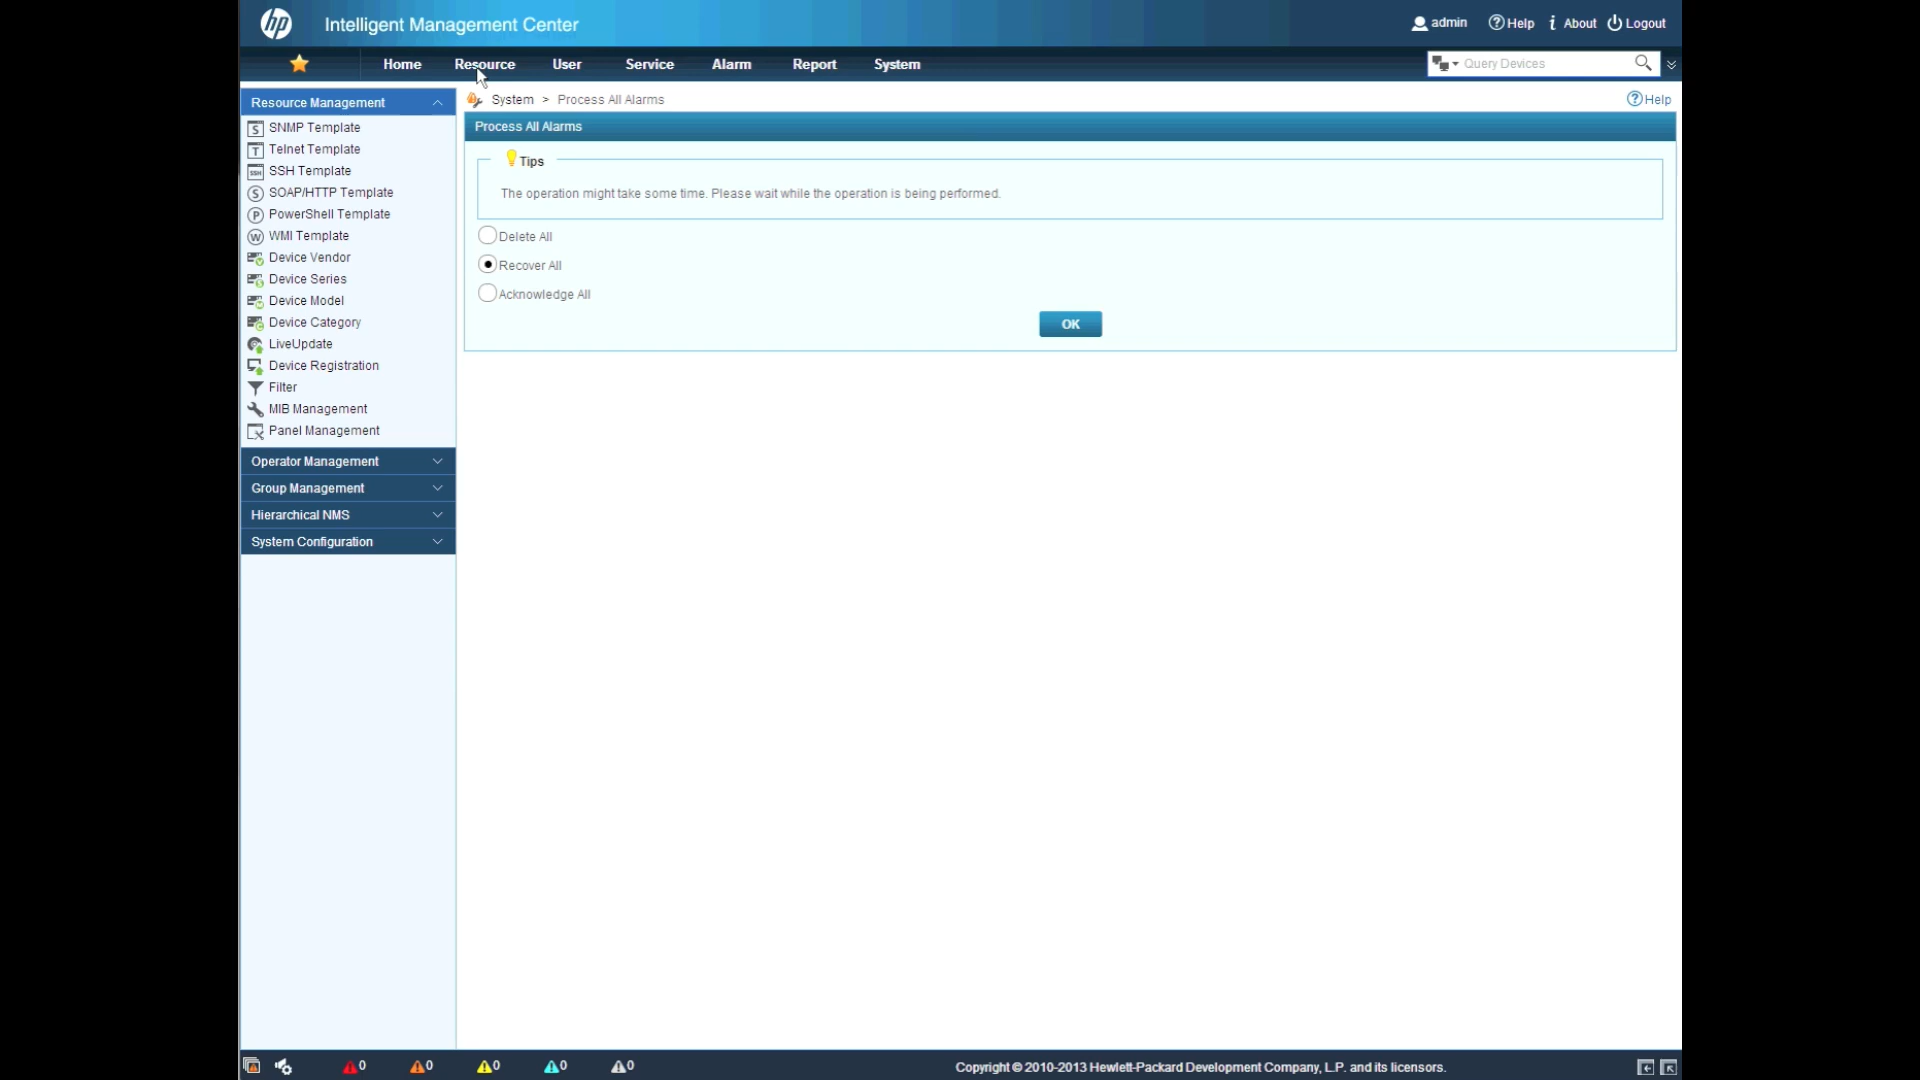 hp Intelligent Management Center admin Help i About Logout
Home Resource User Service Alarm Report System Query Devices
Resource Management
SNMP Template
Telnet Template
SSH Template
SOAP/HTTP Template
PowerShell Template
WMI Template
Device Vendor
Device Series
Device Model
Device Category
LiveUpdate
Device Registration
Filter
MIB Management
Panel Management
Operator Management
Group Management
Hierarchical NMS
System Configuration
System > Process All Alarms Help
Process All Alarms
Tips
The operation might take some time. Please wait while the operation is being performed.
Delete All
Recover All
Acknowledge All
OK
0 0 0 0 0 Copyright © 2010-2013 Hewlett-Packard Development Company, L.P. and its licensors.